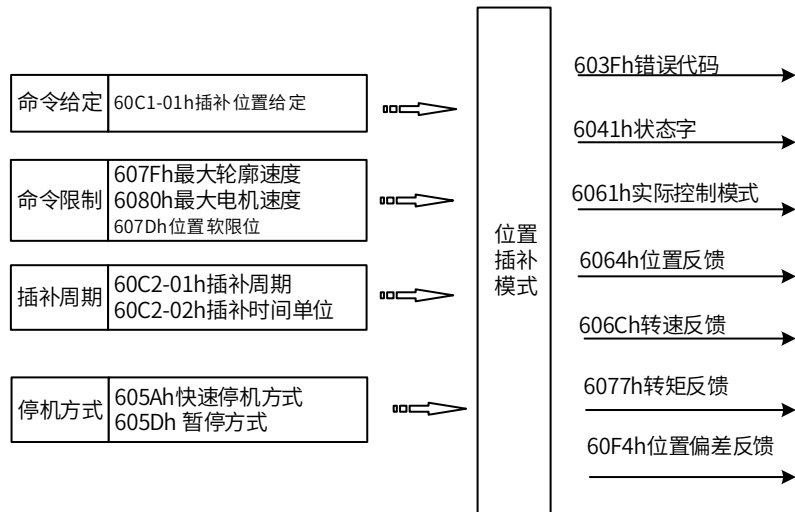 命令给定
60C1-01h插补位置给定
命令限制
607Fh最大轮廓速度
6080h最大电机速度
607Dh位置软限位
插补周期
60C2-01h插补周期
60C2-02h插补时间单位
停机方式
605Ah快速停机方式
605Dh 暂停方式
位置
插补
模式
603Fh错误代码
6041h状态字
6061h实际控制模式
6064h位置反馈
606Ch转速反馈
6077h转矩反馈
60F4h位置偏差反馈